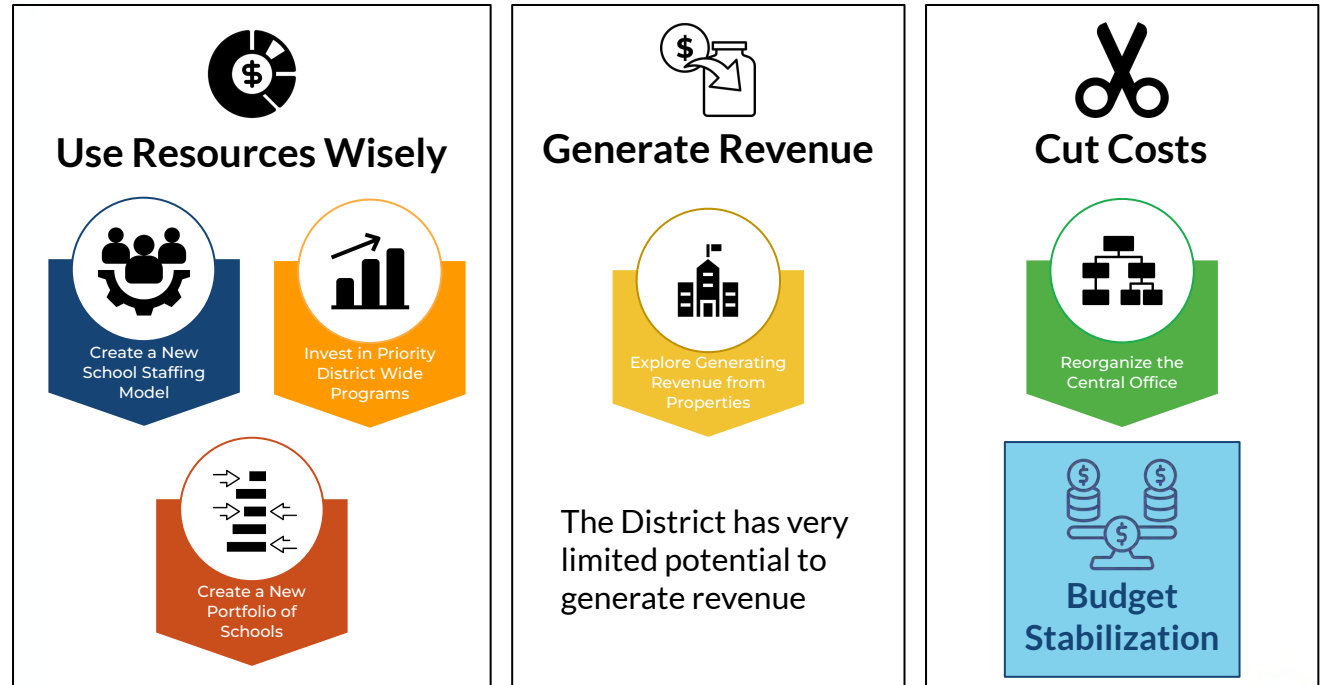 $
Use Resources Wisely
Create a New
School Staffing
Model
Invest in Priority
District Wide
Programs
Create a New
Portfolio of
Schools
$
Generate Revenue
Explore Generating
Revenue from
Properties
The District has very
limited potential to
generate revenue
Cut Costs
Reorganize the
Central Office
$ $
$
Budget
Stabilization